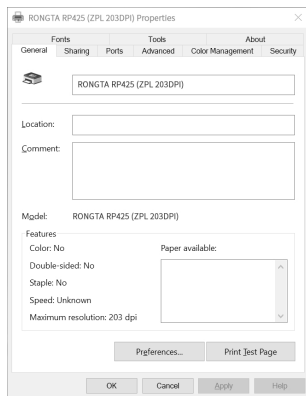 RONGTA RP425 (ZPL 203DPI) Properties
Fonts Tools About
General Sharing Ports Advanced Color Management Security
RONGTA RP425 (ZPL 203DPI)
Location:
Comment:
Model: RONGTA RP425 (ZPL 203DPI)
Features
Color: No Paper available:
Double-sided: No
Staple: No
Speed: Unknown
Maximum resolution: 203 dpi
Preferences... Print Test Page
OK Cancel Apply Help